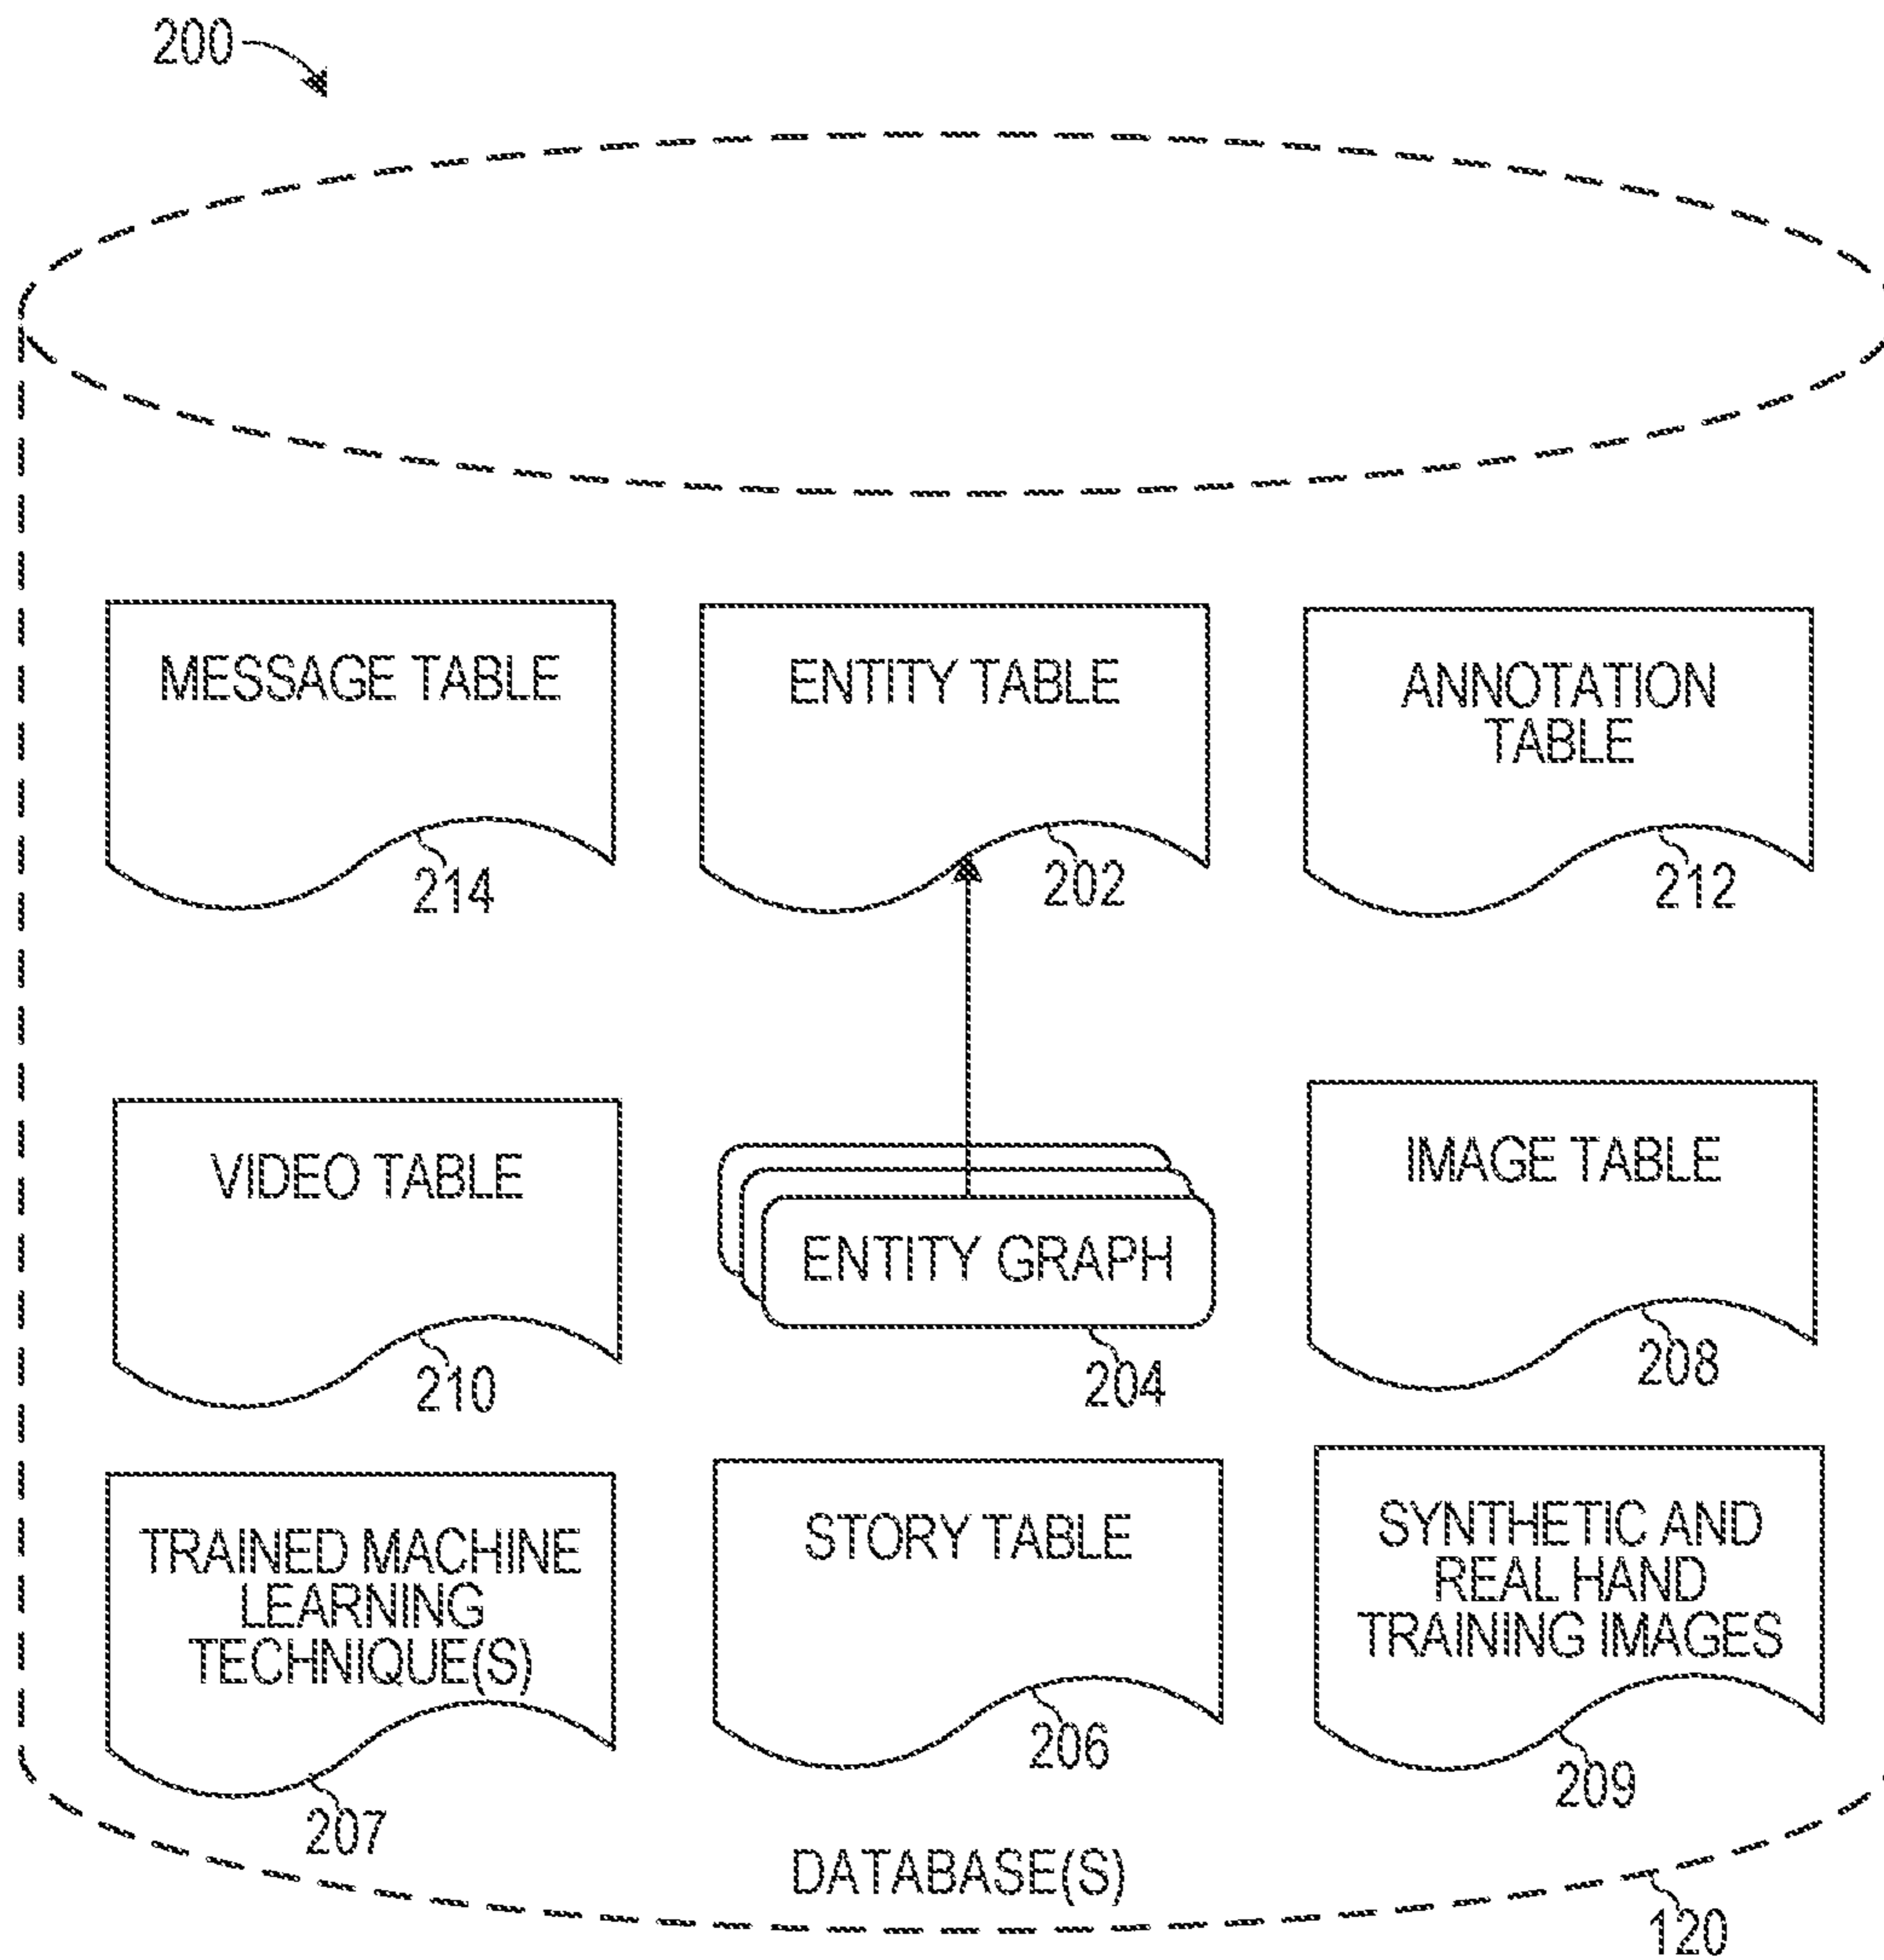 200
MESSAGE TABLE
214
ENTITY TABLE
202
ANNOTATION
TABLE
212
VIDEO TABLE
210
ENTITY GRAPH
204
IMAGE TABLE
208
TRAINED MACHINE
LEARNING
TECHNIQUE(S)
207
STORY TABLE
206
SYNTHETIC AND
REAL HAND
TRAINING IMAGES
209
DATABASE(S)
120